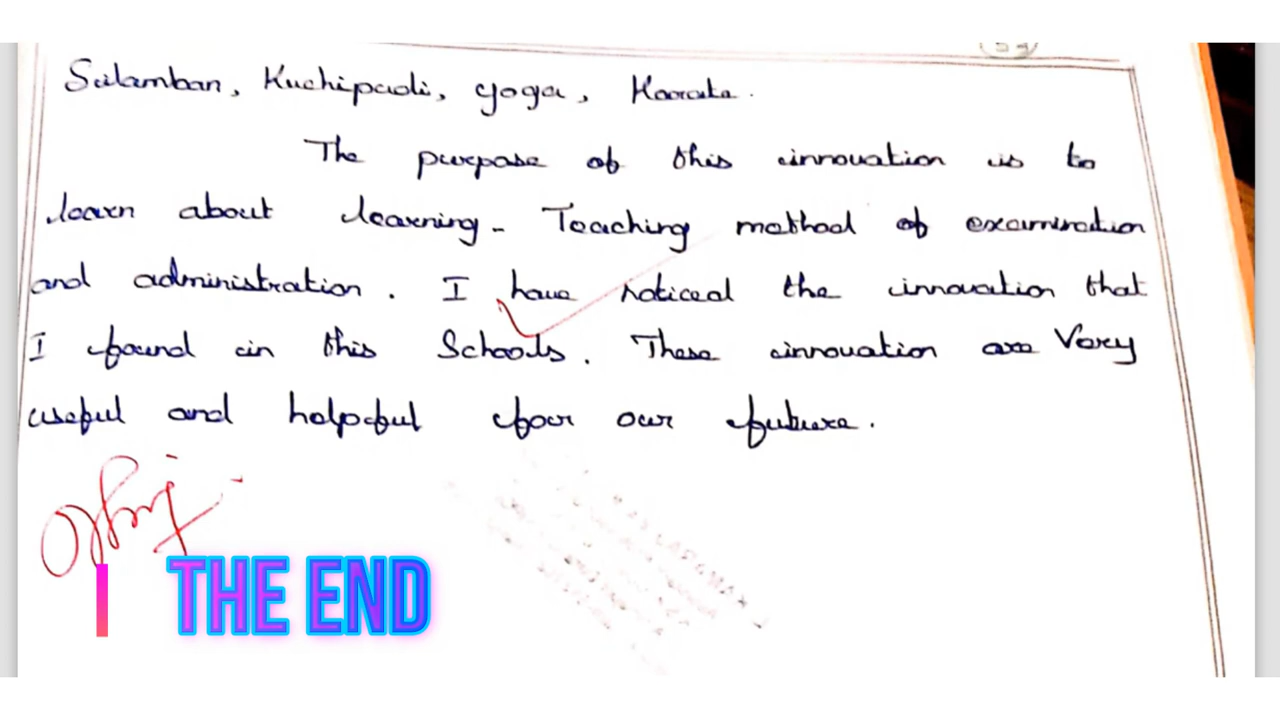 Silamban, Kuchipudi, yoga, Karate.
The purpose of this innovation is to
learn about learning - Teaching method of examination
and administration. I have noticed the innovation that
I found in this Schools. These innovation are Very
useful and helpful for our future.
THE END